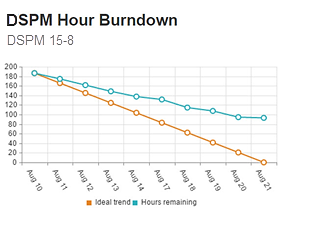 DSPM Hour Burndown
DSPM 15-8
200
180
160
140
120
100
80
60
40
20
0
Aug 10
Aug 11
Aug 12
Aug 13
Aug 14
Aug 17
Aug 18
Aug 19
Aug 20
Aug 21
Ideal trend Hours remaining